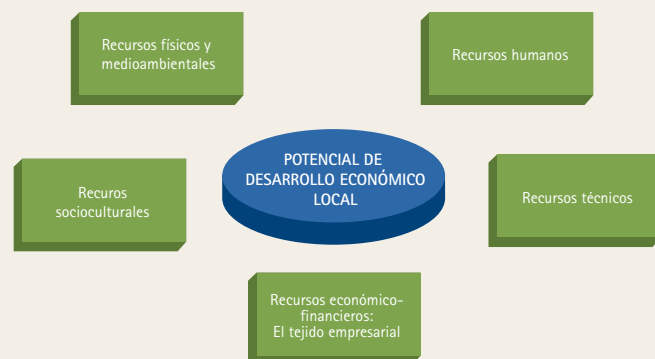 Recursos físicos y
medioambientales
Recursos humanos
POTENCIAL DE
DESARROLLO ECONÓMICO
LOCAL
Recuros
socioculturales
Recursos técnicos
Recursos económico-
financieros:
El tejido empresarial